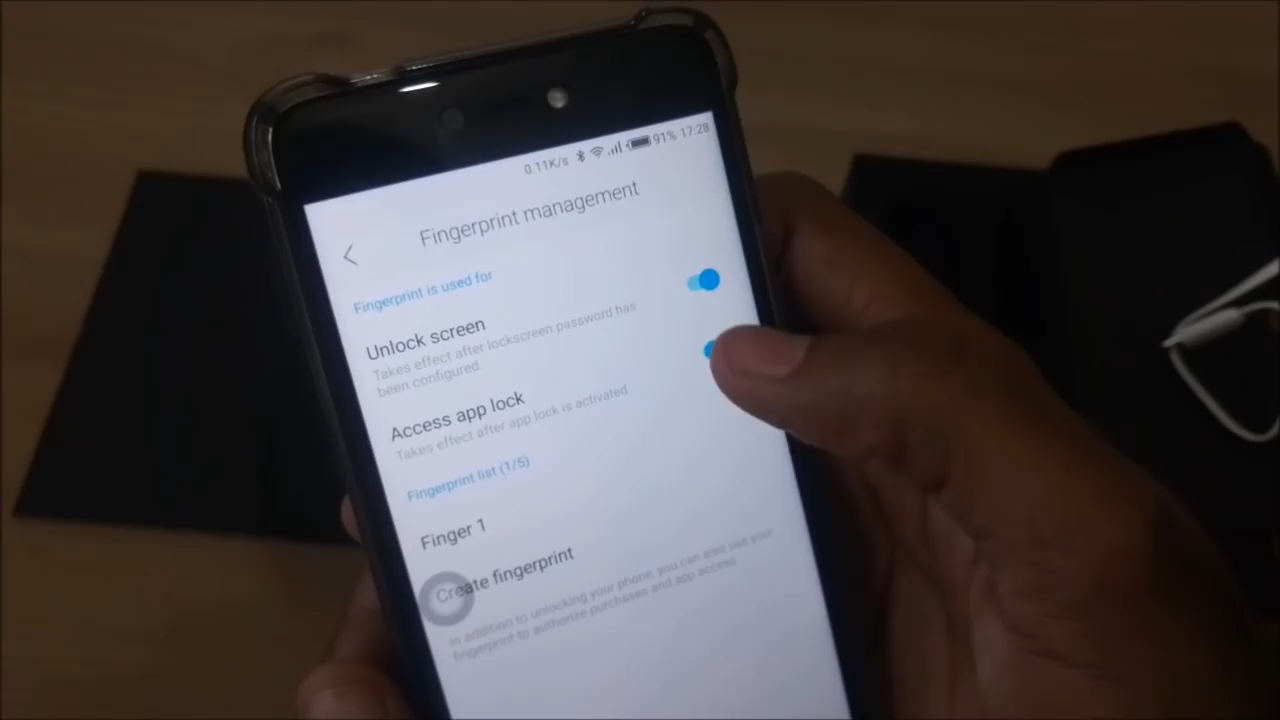 0.11K/s 91% 17:28
Fingerprint management
Fingerprint is used for
Unlock screen
Takes effect after lockscreen password has
been configured.
Access app lock
Takes effect after app lock is activated.
Fingerprint list (1/5)
Finger 1
Create fingerprint
In addition to unlocking your phone, you can also use your
fingerprint to authorize purchases and app access